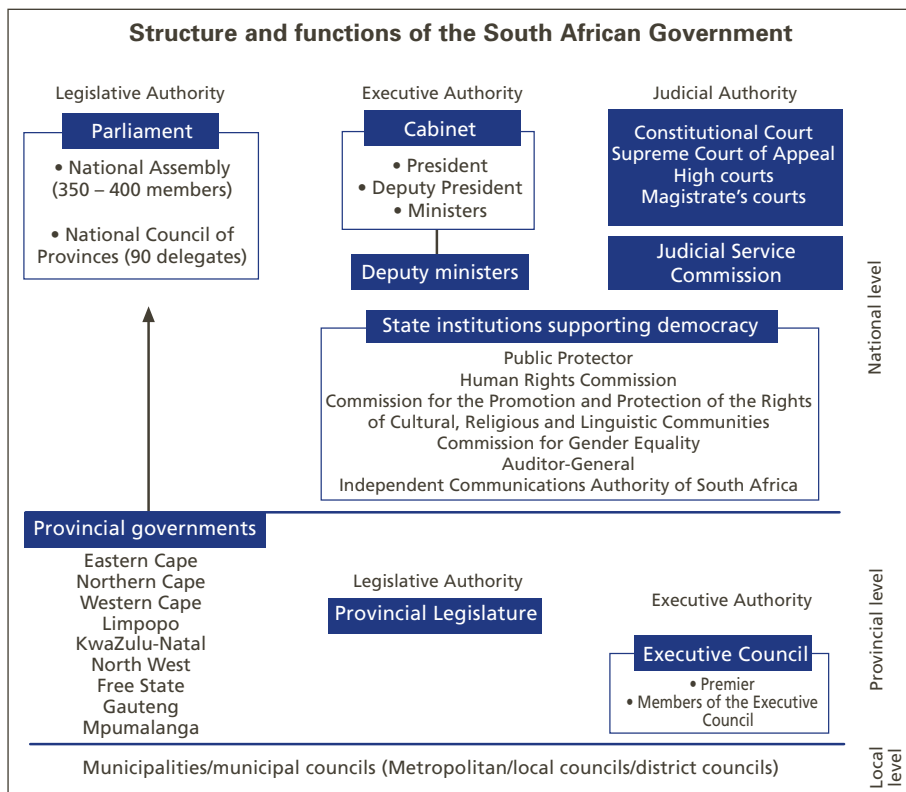 Structure and functions of the South African Government
Legislative Authority
Parliament
• National Assembly
(350 – 400 members)
• National Council of
Provinces (90 delegates)
Executive Authority
Cabinet
• President
• Deputy President
• Ministers
Deputy ministers
Judicial Authority
Constitutional Court
Supreme Court of Appeal
High courts
Magistrate's courts
Judicial Service
Commission
State institutions supporting democracy
Public Protector
Human Rights Commission
Commission for the Promotion and Protection of the Rights
of Cultural, Religious and Linguistic Communities
Commission for Gender Equality
Auditor-General
Independent Communications Authority of South Africa
National level
Provincial governments
Eastern Cape
Northern Cape
Western Cape
Limpopo
KwaZulu-Natal
North West
Free State
Gauteng
Mpumalanga
Legislative Authority
Provincial Legislature
Executive Authority
Executive Council
• Premier
• Members of the Executive
Council
Provincial level
Municipalities/municipal councils (Metropolitan/local councils/district councils)
Local
level